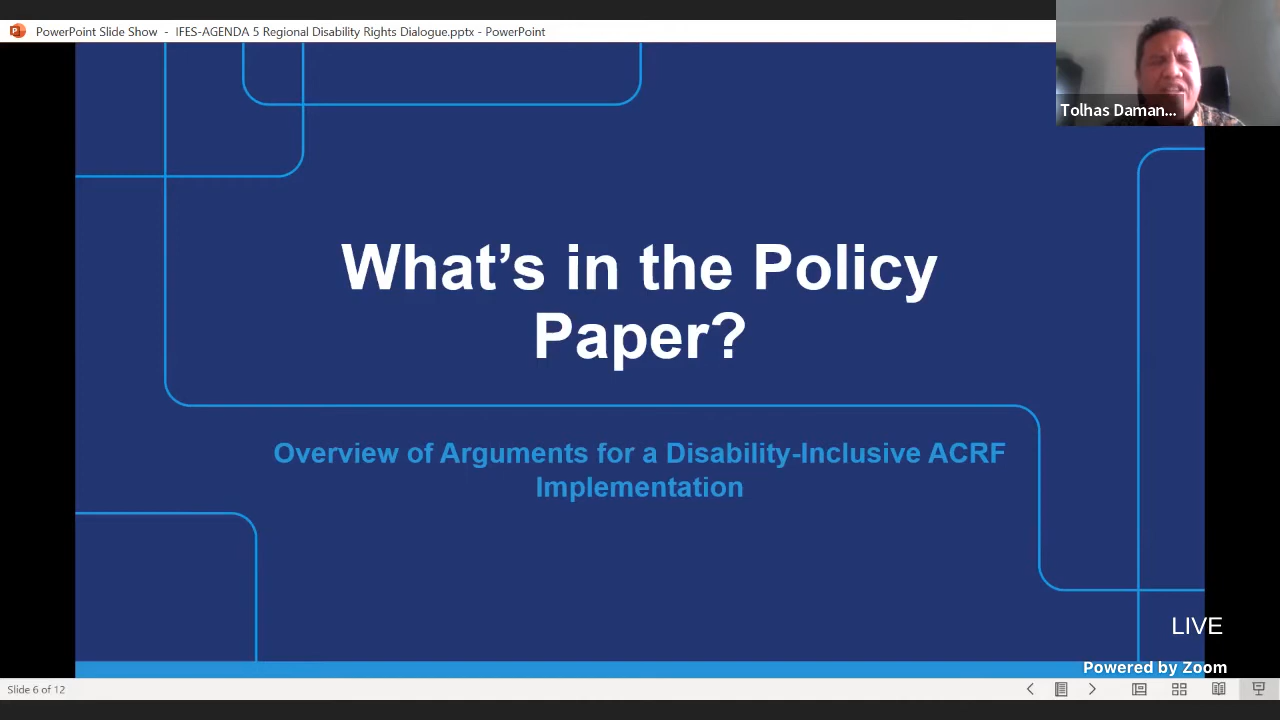 PowerPoint Slide Show - IFES-AGENDA 5 Regional Disability Rights Dialogue.pptx - PowerPoint
Tolhas Daman...
What's in the Policy
Paper?
Overview of Arguments for a Disability-Inclusive ACRF
Implementation
LIVE
Powered by Zoom
Slide 6 of 12